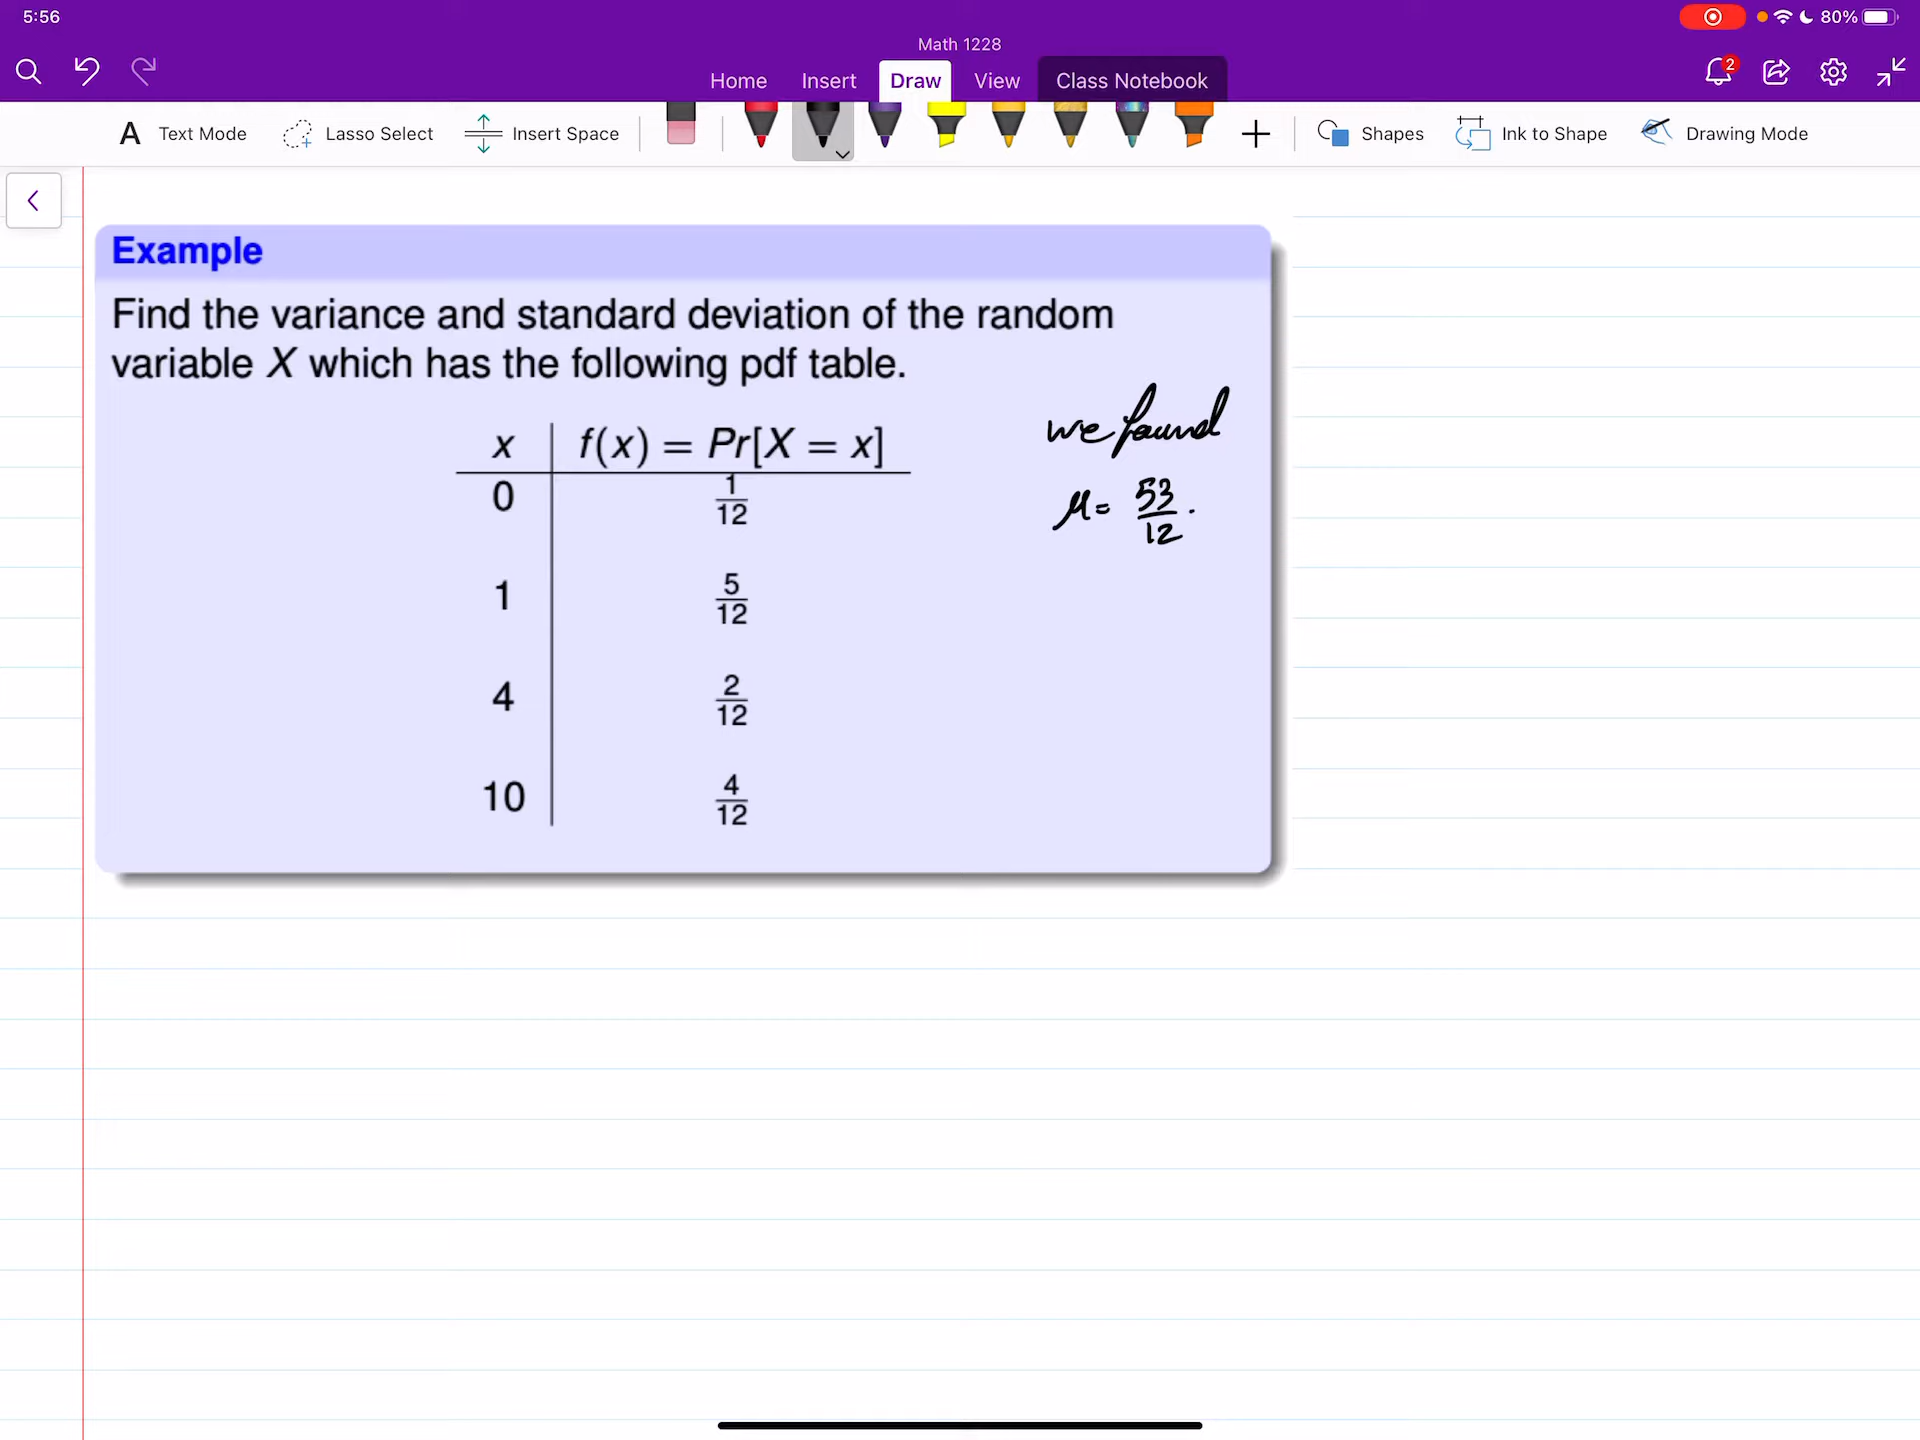 5:56
80%
Math 1228
2
Home Insert Draw View Class Notebook
A Text Mode Lasso Select Insert Space Shapes Ink to Shape Drawing Mode
Example
Find the variance and standard deviation of the random
variable X which has the following pdf table.
we found
μ = 53/12.
x f(x) = Pr[X = x]
0 1/12
1 5/12
4 2/12
10 4/12